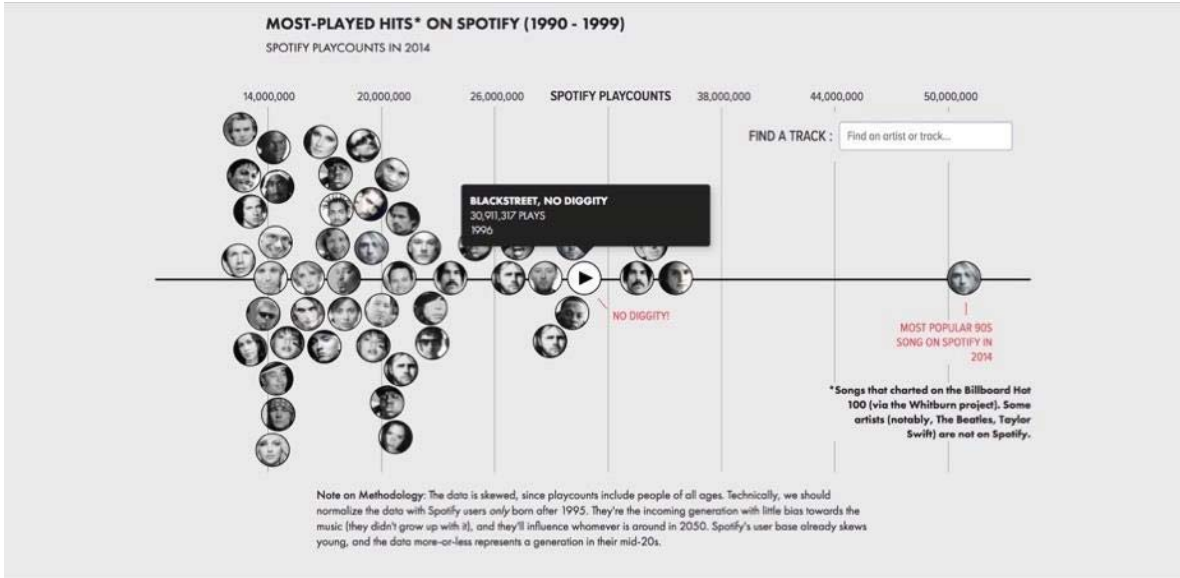 MOST-PLAYED HITS* ON SPOTIFY (1990 - 1999)
SPOTIFY PLAYCOUNTS IN 2014
14,000,000 20,000,000 26,000,000 SPOTIFY PLAYCOUNTS 38,000,000 44,000,000 50,000,000
FIND A TRACK : Find an artist or track...
BLACKSTREET, NO DIGGITY
30,911,317 PLAYS
1996
NO DIGGITY!
MOST POPULAR 90S
SONG ON SPOTIFY IN
2014
*Songs that charted on the Billboard Hot
100 (via the Whitburn project). Some
artists (notably, The Beatles, Taylor
Swift) are not on Spotify.
Note on Methodology: The data is skewed, since playcounts include people of all ages. Technically, we should
normalize the data with Spotify users only born after 1995. They're the incoming generation with little bias towards the
music (they didn't grow up with it), and they'll influence whomever is around in 2050. Spotify's user base already skews
young, and the data more-or-less represents a generation in their mid-20s.